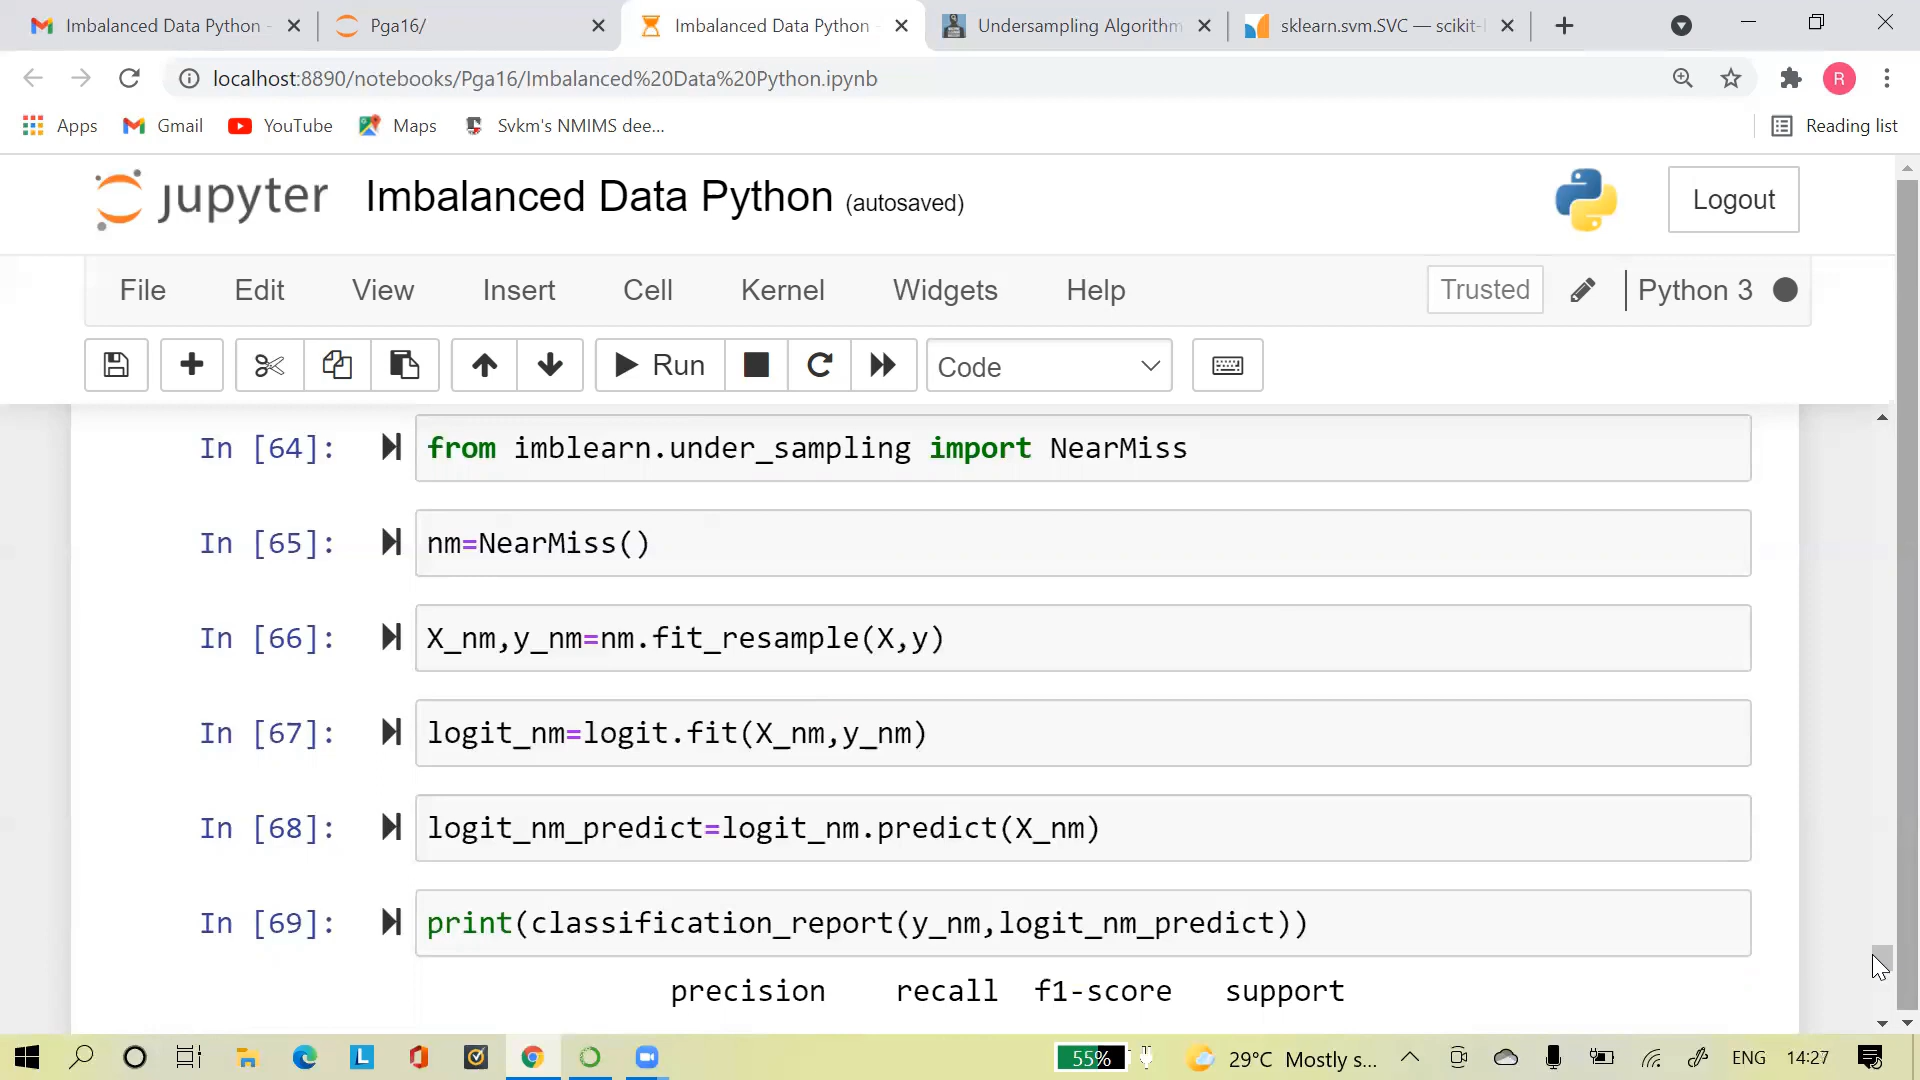 Imbalanced Data Python -
Pga16/
Imbalanced Data Python
Undersampling Algorithm
sklearn.svm.SVC — scikit-l
localhost:8890/notebooks/Pga16/Imbalanced%20Data%20Python.ipynb
R
Apps
Gmail
YouTube
Maps
Svkm's NMIMS dee...
Reading list
jupyter
Imbalanced Data Python (autosaved)
Logout
File Edit View Insert Cell Kernel Widgets Help
Trusted
Python 3
Run
Code
In [64]: from imblearn.under_sampling import NearMiss
In [65]: nm=NearMiss()
In [66]: X_nm,y_nm=nm.fit_resample(X,y)
In [67]: logit_nm=logit.fit(X_nm,y_nm)
In [68]: logit_nm_predict=logit_nm.predict(X_nm)
In [69]: print(classification_report(y_nm,logit_nm_predict))
precision recall f1-score support
L
55%
29°C Mostly s...
ENG
14:27